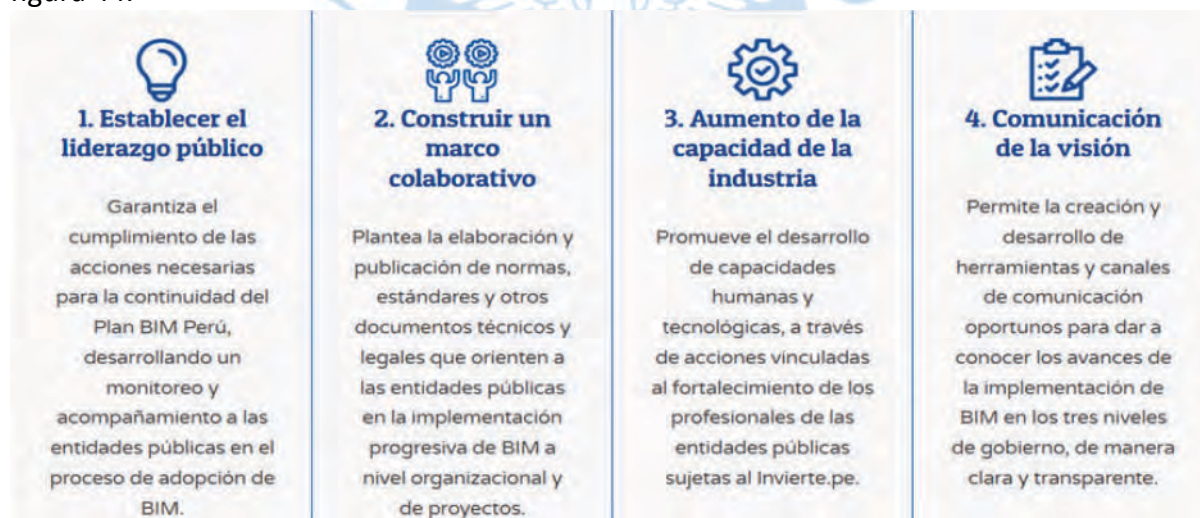 1. Establecer el
liderazgo público
Garantiza el
cumplimiento de las
acciones necesarias
para la continuidad del
Plan BIM Perú,
desarrollando un
monitoreo y
acompañamiento a las
entidades públicas en el
proceso de adopción de
BIM.
2. Construir un
marco
colaborativo
Plantea la elaboración y
publicación de normas,
estándares y otros
documentos técnicos y
legales que orienten a
las entidades públicas
en la implementación
progresiva de BIM a
nivel organizacional y
de proyectos.
3. Aumento de la
capacidad de la
industria
Promueve el desarrollo
de capacidades
humanas y
tecnológicas, a través
de acciones vinculadas
al fortalecimiento de los
profesionales de las
entidades públicas
sujetas al Invierte.pe.
4. Comunicación
de la visión
Permite la creación y
desarrollo de
herramientas y canales
de comunicación
oportunos para dar a
conocer los avances de
la implementación de
BIM en los tres niveles
de gobierno, de manera
clara y transparente.